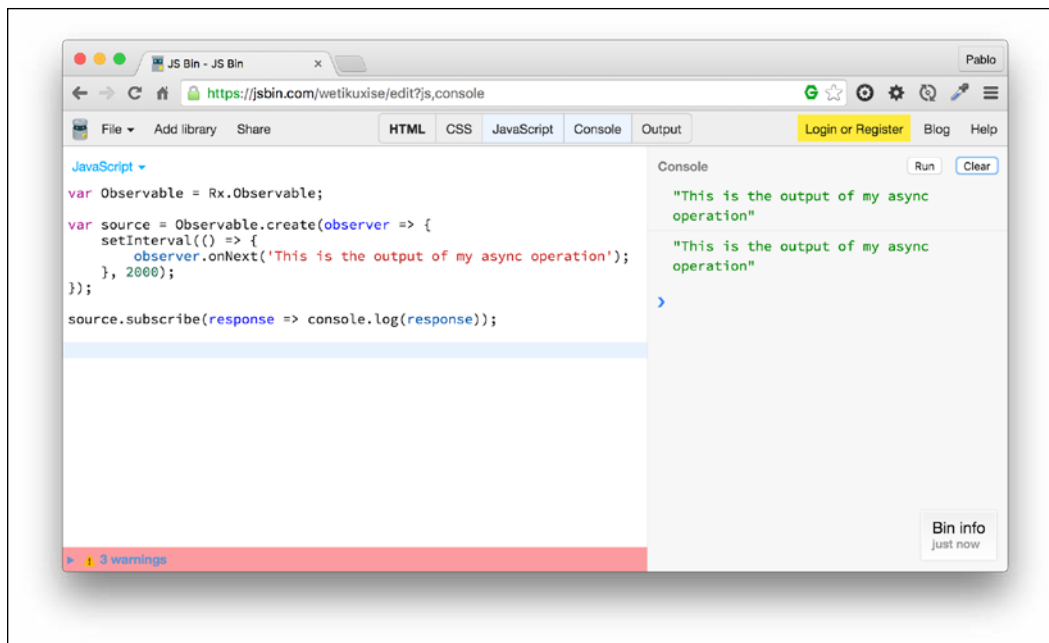 JS Bin - JS Bin
Pablo
https://jsbin.com/wetikuxise/edit?js,console
File Add library Share HTML CSS JavaScript Console Output Login or Register Blog Help
JavaScript
var Observable = Rx.Observable;
var source = Observable.create(observer => {
    setInterval(() => {
        observer.onNext('This is the output of my async operation');
    }, 2000);
});
source.subscribe(response => console.log(response));
3 warnings
Console Run Clear
"This is the output of my async
operation"
"This is the output of my async
operation"
Bin info
just now